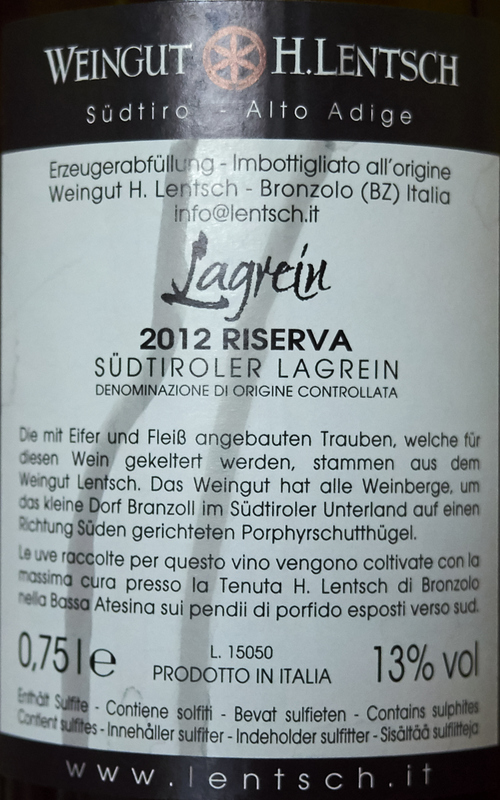 WEINGUT H.LENTSCH
Südtiro - Alto Adige
Erzeugerabfüllung - Imbottigliato all'origine
Weingut H. Lentsch - Bronzolo (BZ) Italia
info@lentsch.it
Lagrein
2012 RISERVA
SÜDTIROLER LAGREIN
DENOMINAZIONE DI ORIGINE CONTROLLATA
Die mit Eifer und Fleiß angebauten Trauben, welche für
diesen Wein gekeltert werden, stammen aus dem
Weingut Lentsch. Das Weingut hat alle Weinberge, um
das kleine Dorf Branzoll im Südtiroler Unterland auf einen
Richtung Süden gerichteten Porphyrschutthügel.
Le uve raccolte per questo vino vengono coltivate con la
massima cura presso la Tenuta H. Lentsch di Bronzolo
nella Bassa Atesina sui pendii di porfido esposti verso sud.
0,75 l e
L. 15050
PRODOTTO IN ITALIA
13% vol
Enthält Sulfite - Contiene solfiti - Bevat sulfieten - Contains sulphites
Contient sulfites - Innehåller sulfiter - Indeholder sulfitter - Sisältää sulfiitteja
www.lentsch.it